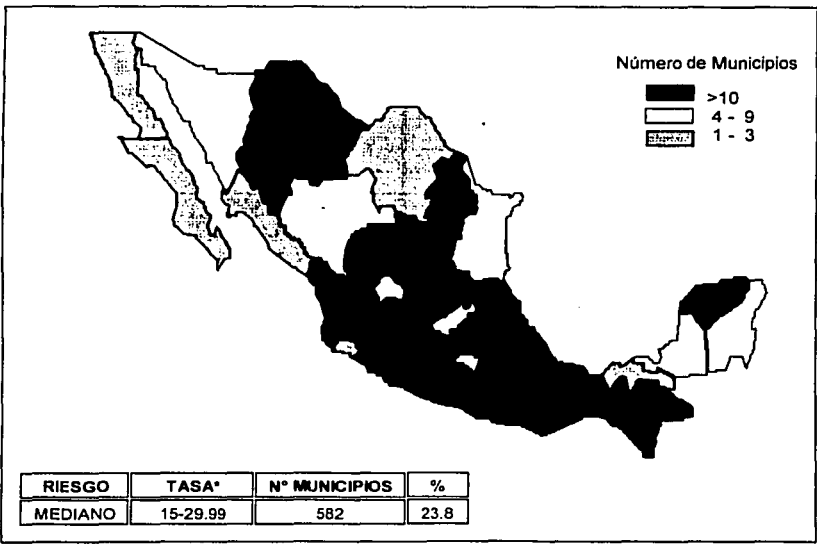 Número de Municipios
>10
4 - 9
1 - 3
RIESGO TASA* N° MUNICIPIOS %
MEDIANO 15-29.99 582 23.8